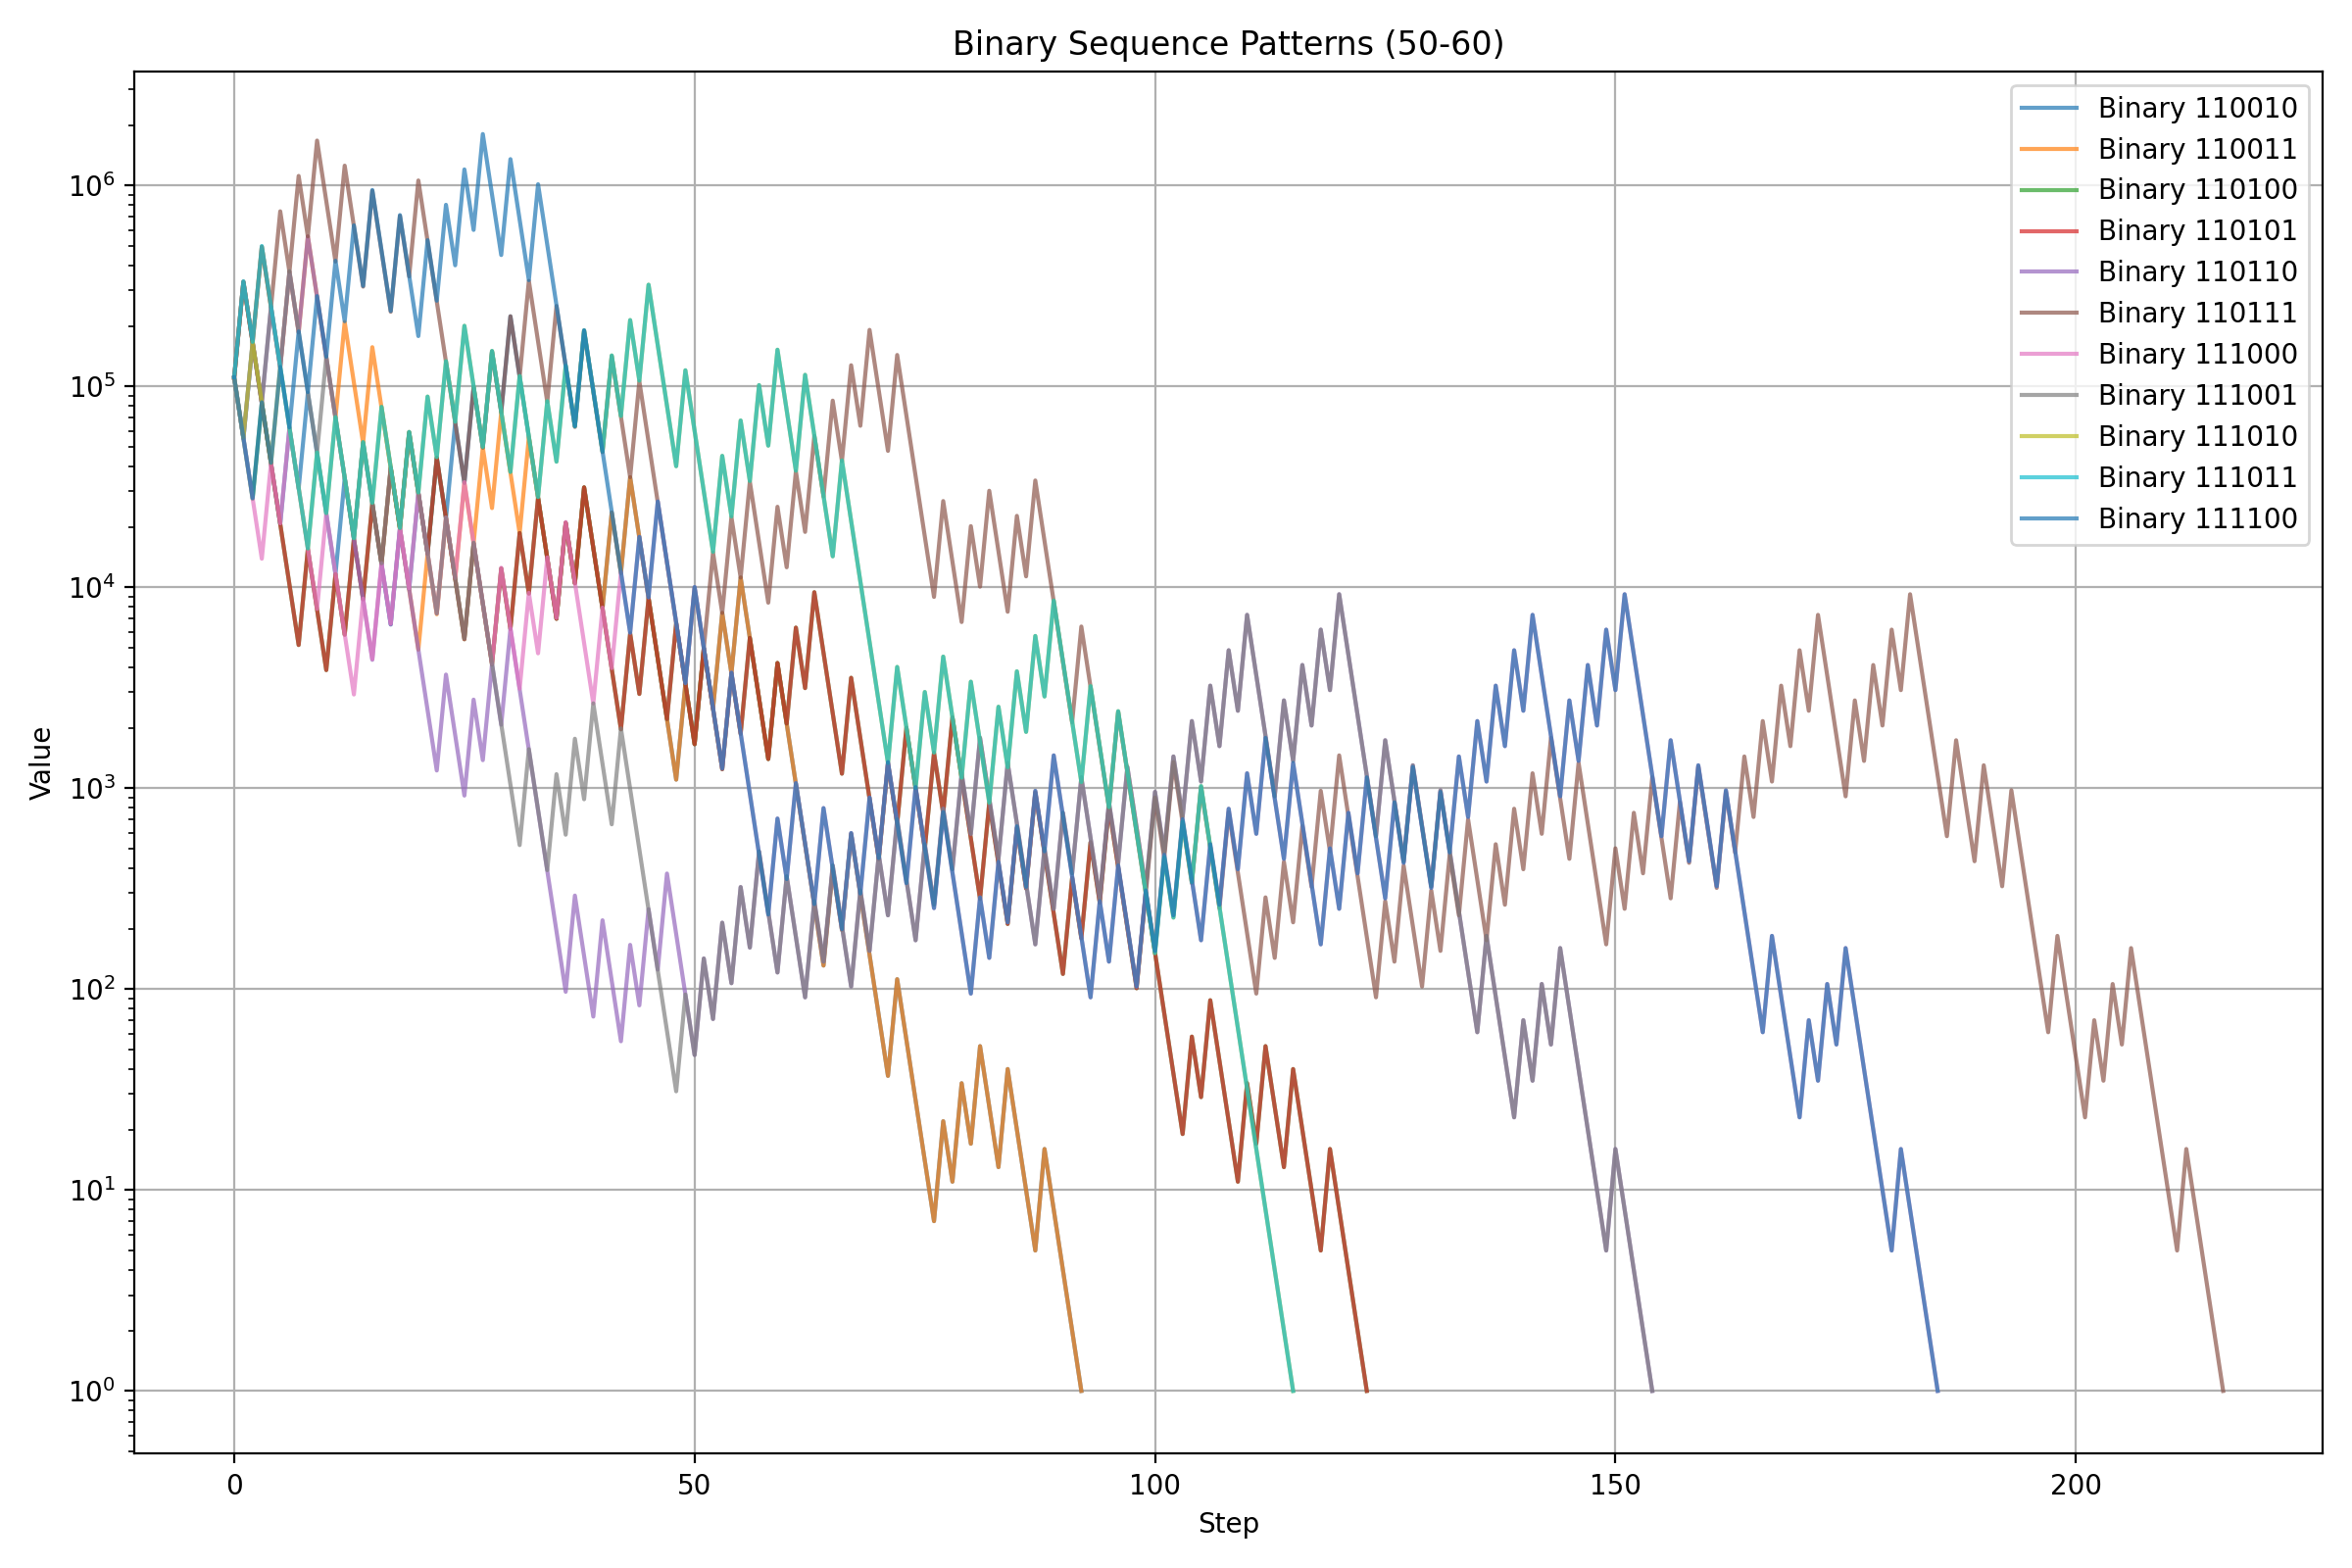 Binary Sequence Patterns (50-60)
Binary 110010
Binary 110011
Binary 110100
Binary 110101
Binary 110110
Binary 110111
Binary 111000
Binary 111001
Binary 111010
Binary 111011
Binary 111100
10⁶
10⁵
10⁴
10³
10²
10¹
10⁰
Value
0 50 100 150 200
Step